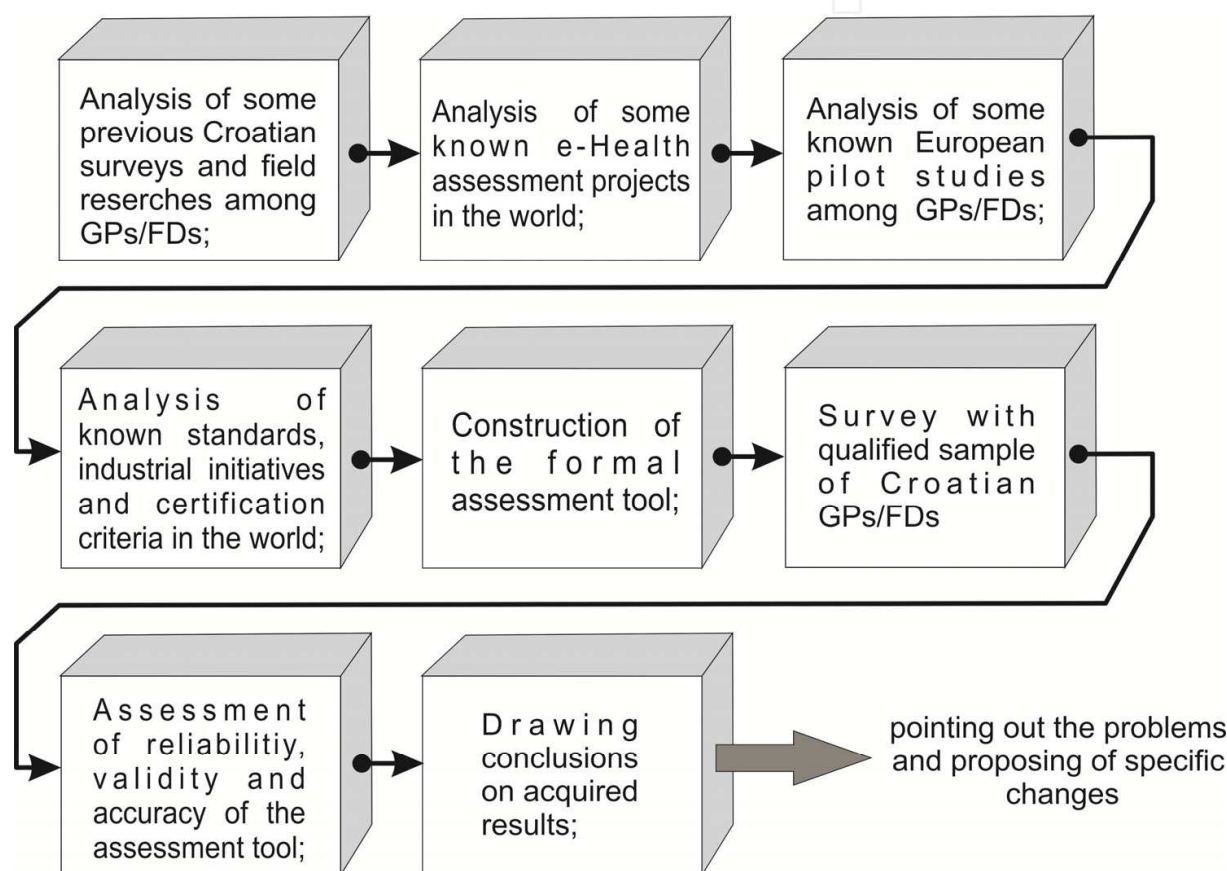 Analysis of some
previous Croatian
surveys and field
reserches among
GPs/FDs;
Analysis of some
known e-Health
assessment projects
in the world;
Analysis of some
known European
pilot studies
among GPs/FDs;
Analysis of
known standards,
industrial initiatives
and certification
criteria in the world;
Construction of
the formal
assessment tool;
Survey with
qualified sample
of Croatian
GPs/FDs
Assessment
of reliabilitiy,
validity and
accuracy of the
assessment tool;
Drawing
conclusions
on acquired
results;
pointing out the problems
and proposing of specific
changes